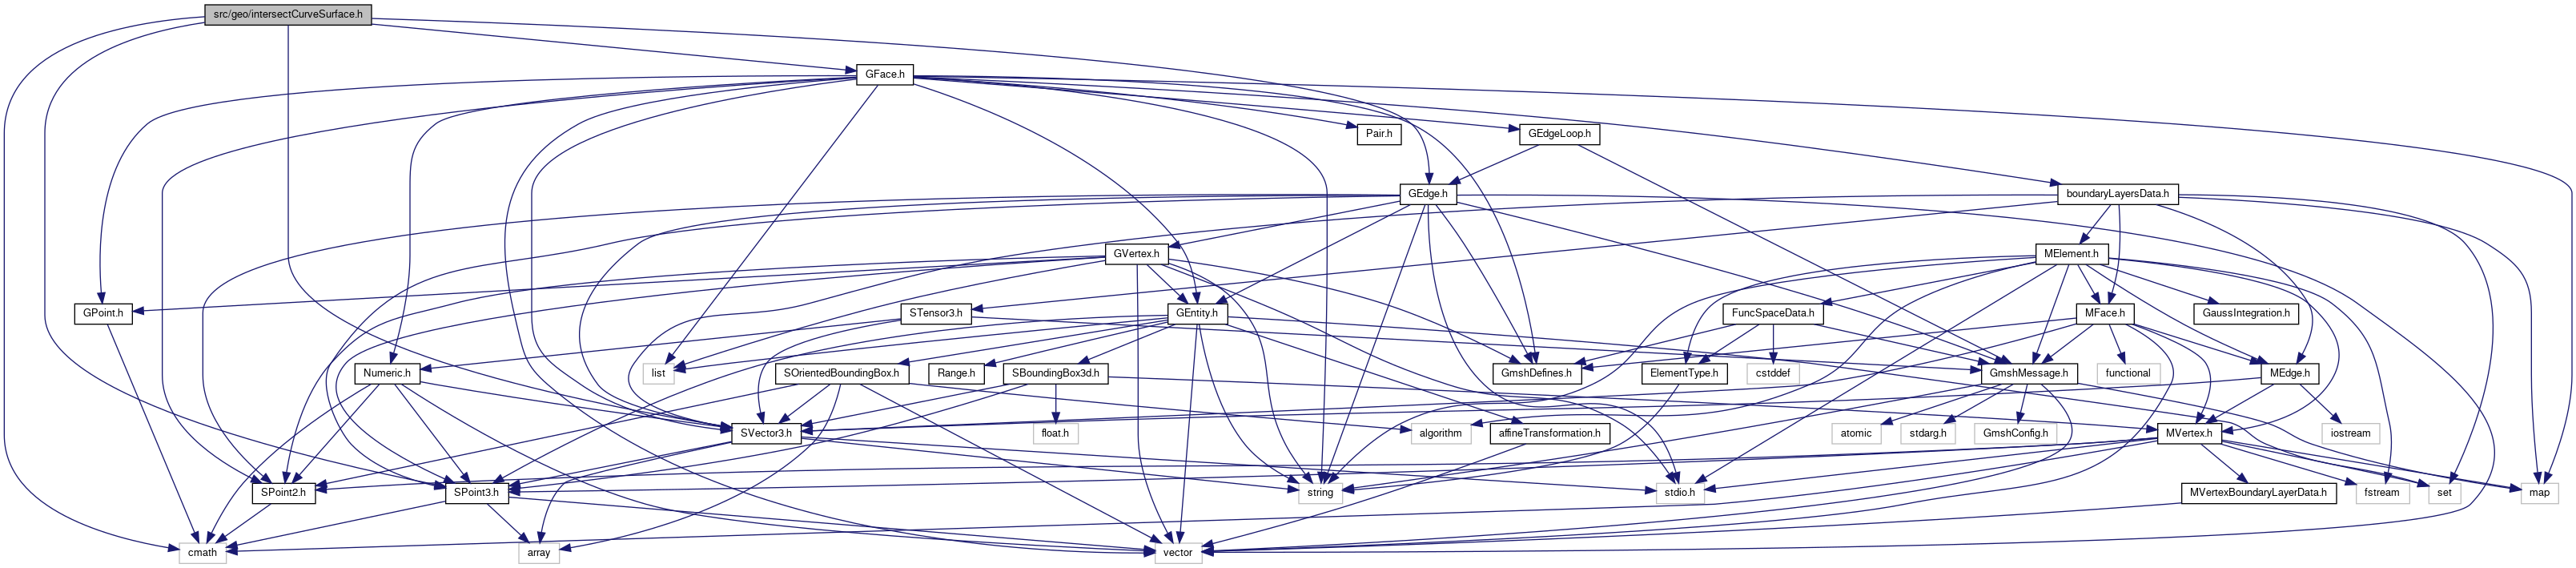 src/geo/intersectCurveSurface.h
GFace.h
Pair.h
GEdgeLoop.h
GEdge.h
boundaryLayersData.h
GVertex.h
MElement.h
GPoint.h
STensor3.h
GEntity.h
FuncSpaceData.h
MFace.h
GaussIntegration.h
Numeric.h
list
SOrientedBoundingBox.h
Range.h
SBoundingBox3d.h
GmshDefines.h
ElementType.h
cstddef
GmshMessage.h
functional
MEdge.h
SVector3.h
algorithm
float.h
affineTransformation.h
atomic
stdarg.h
GmshConfig.h
MVertex.h
iostream
SPoint2.h
SPoint3.h
string
stdio.h
MVertexBoundaryLayerData.h
fstream
set
map
cmath
array
vector